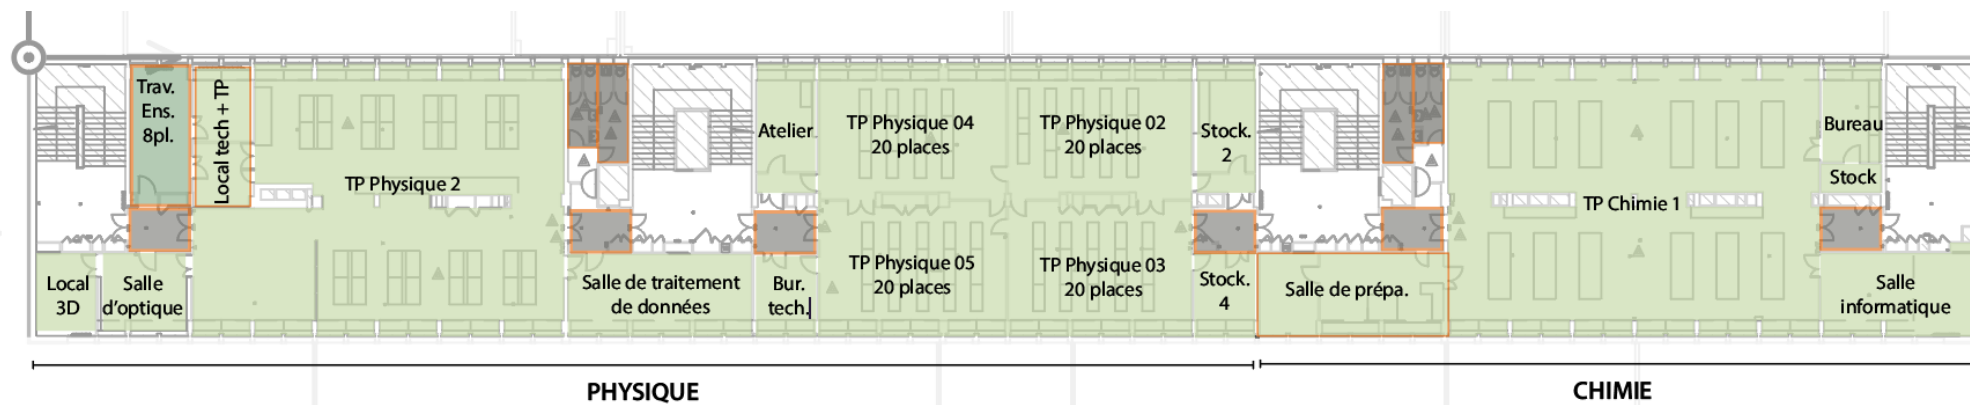 Trav.
Ens.
8pl.
Local tech + TP
TP Physique 2
Local
3D
Salle
d'optique
Salle de traitement
de données
Atelier
Bur.
tech.
TP Physique 04
20 places
TP Physique 02
20 places
TP Physique 05
20 places
TP Physique 03
20 places
Stock.
2
Stock.
4
Salle de prépa.
TP Chimie 1
Bureau
Stock
Salle
informatique
PHYSIQUE
CHIMIE